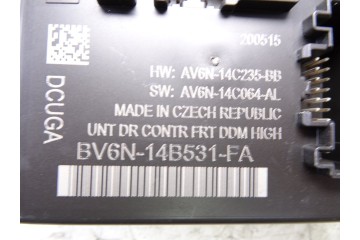 200515
HW: AV6N-14C235-BB
SW: AV6N-14C064-AL
MADE IN CZECH REPUBLIC
UNT DR CONTR FRT DDM HIGH
BV6N-14B531-FA
DCUGA